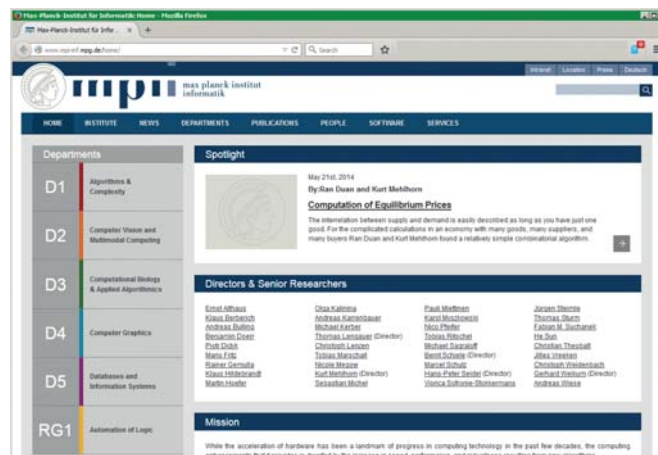 Max-Planck-Institut für Informatik: Home - Mozilla Firefox
Max-Planck-Institut für Infor...
www.mpi-inf.mpg.de/home/
Search
Intranet Location Press Deutsch
mpii max planck institut
informatik
HOME INSTITUTE NEWS DEPARTMENTS PUBLICATIONS PEOPLE SOFTWARE SERVICES
Departments
D1 Algorithms &
Complexity
D2 Computer Vision and
Multimodal Computing
D3 Computational Biology
& Applied Algorithmics
D4 Computer Graphics
D5 Databases and
Information Systems
RG1 Automation of Logic
Spotlight
May 21st, 2014
By:Ran Duan and Kurt Mehlhorn
Computation of Equilibrium Prices
The interrelation between supply and demand is easily described as long as you have just one
good. For the complicated calculations in an economy with many goods, many suppliers, and
many buyers Ran Duan and Kurt Mehlhorn found a relatively simple combinatorial algorithm.
Directors & Senior Researchers
Ernst Althaus Olga Kalinina Pauli Miettinen Jürgen Steimle
Klaus Berberich Andreas Karrenbauer Karol Myszkowski Thomas Sturm
Andreas Bulling Michael Kerber Nico Pfeifer Fabian M. Suchanek
Benjamin Doerr Thomas Lengauer (Director) Tobias Ritschel He Sun
Piotr Didyk Christoph Lenzen Michael Sagraloff Christian Theobalt
Mario Fritz Tobias Marschall Bernt Schiele (Director) Jilles Vreeken
Rainer Gemulla Nicole Megow Marcel Schulz Christoph Weidenbach
Klaus Hildebrandt Kurt Mehlhorn (Director) Hans-Peter Seidel (Director) Gerhard Weikum (Director)
Martin Hoefer Sebastian Michel Viorica Sofronie-Stokkermans Andreas Wiese
Mission
While the acceleration of hardware has been a landmark of progress in computing technology in the past few decades, the computing